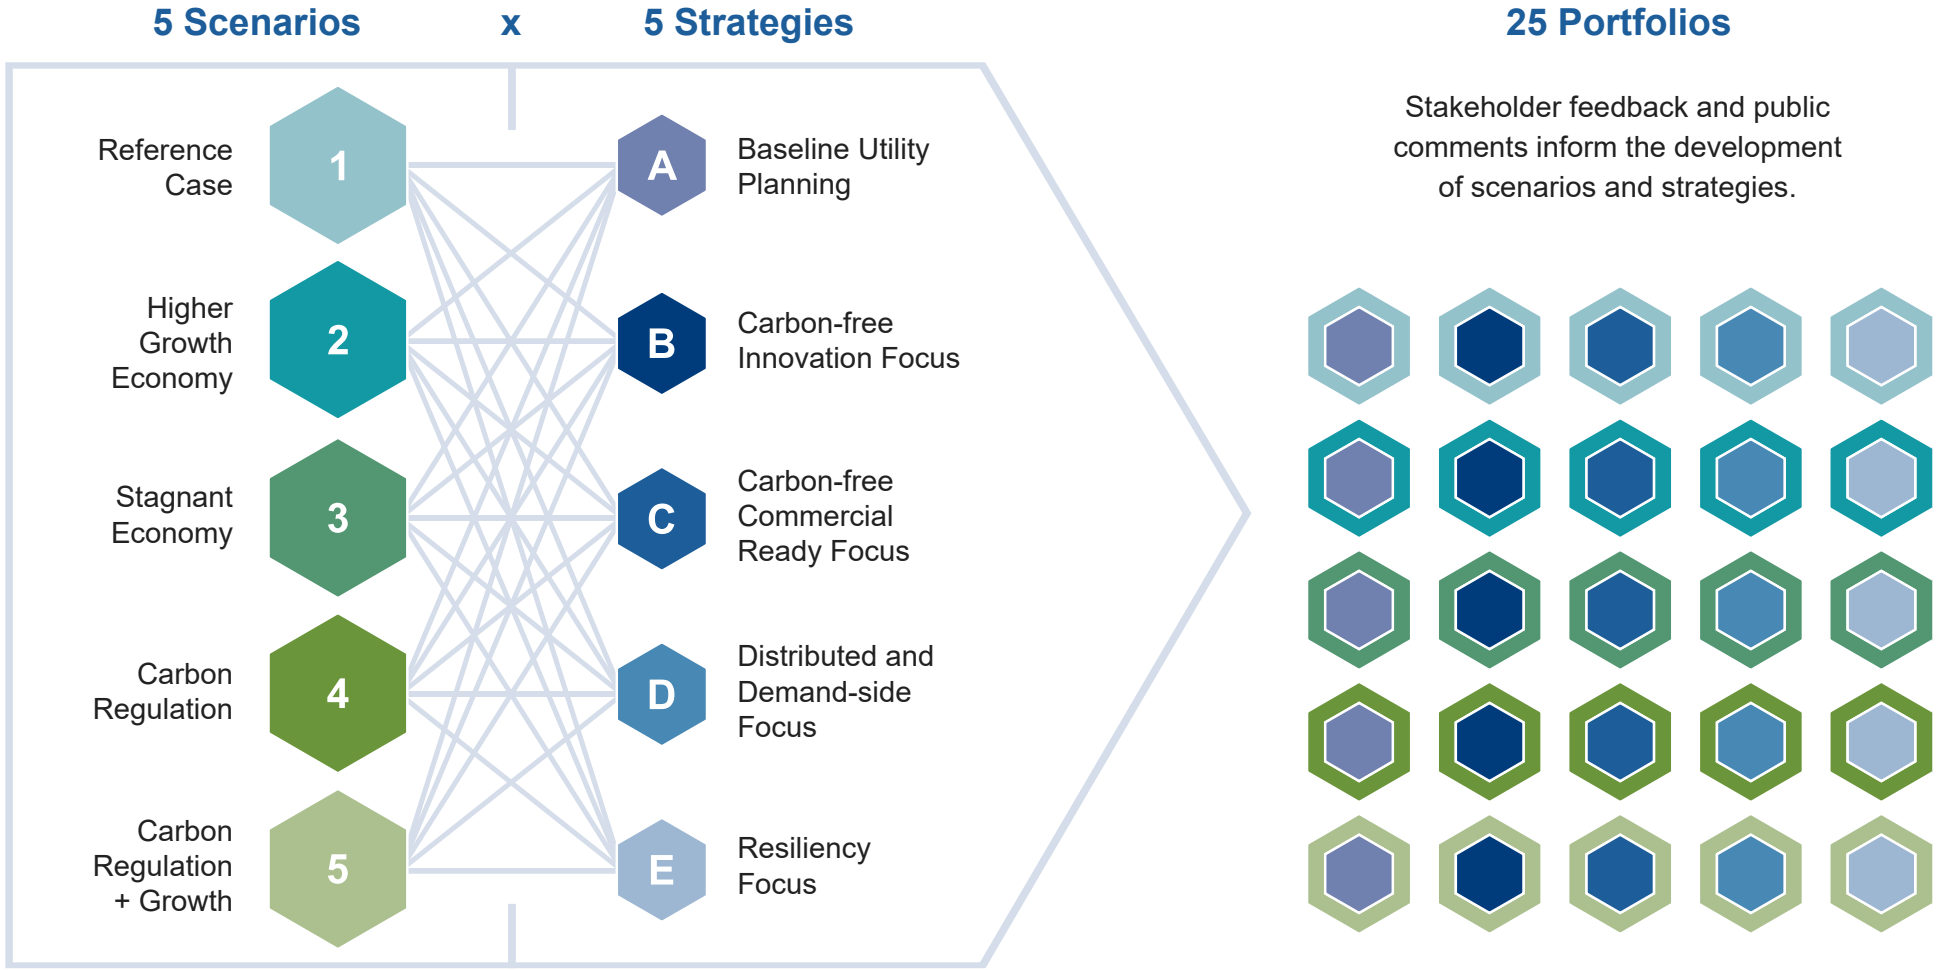 5 Scenarios x 5 Strategies
25 Portfolios
Reference
Case
1
Higher
Growth
Economy
2
Stagnant
Economy
3
Carbon
Regulation
4
Carbon
Regulation
+ Growth
5
A
Baseline Utility
Planning
B
Carbon-free
Innovation Focus
C
Carbon-free
Commercial
Ready Focus
D
Distributed and
Demand-side
Focus
E
Resiliency
Focus
Stakeholder feedback and public
comments inform the development
of scenarios and strategies.